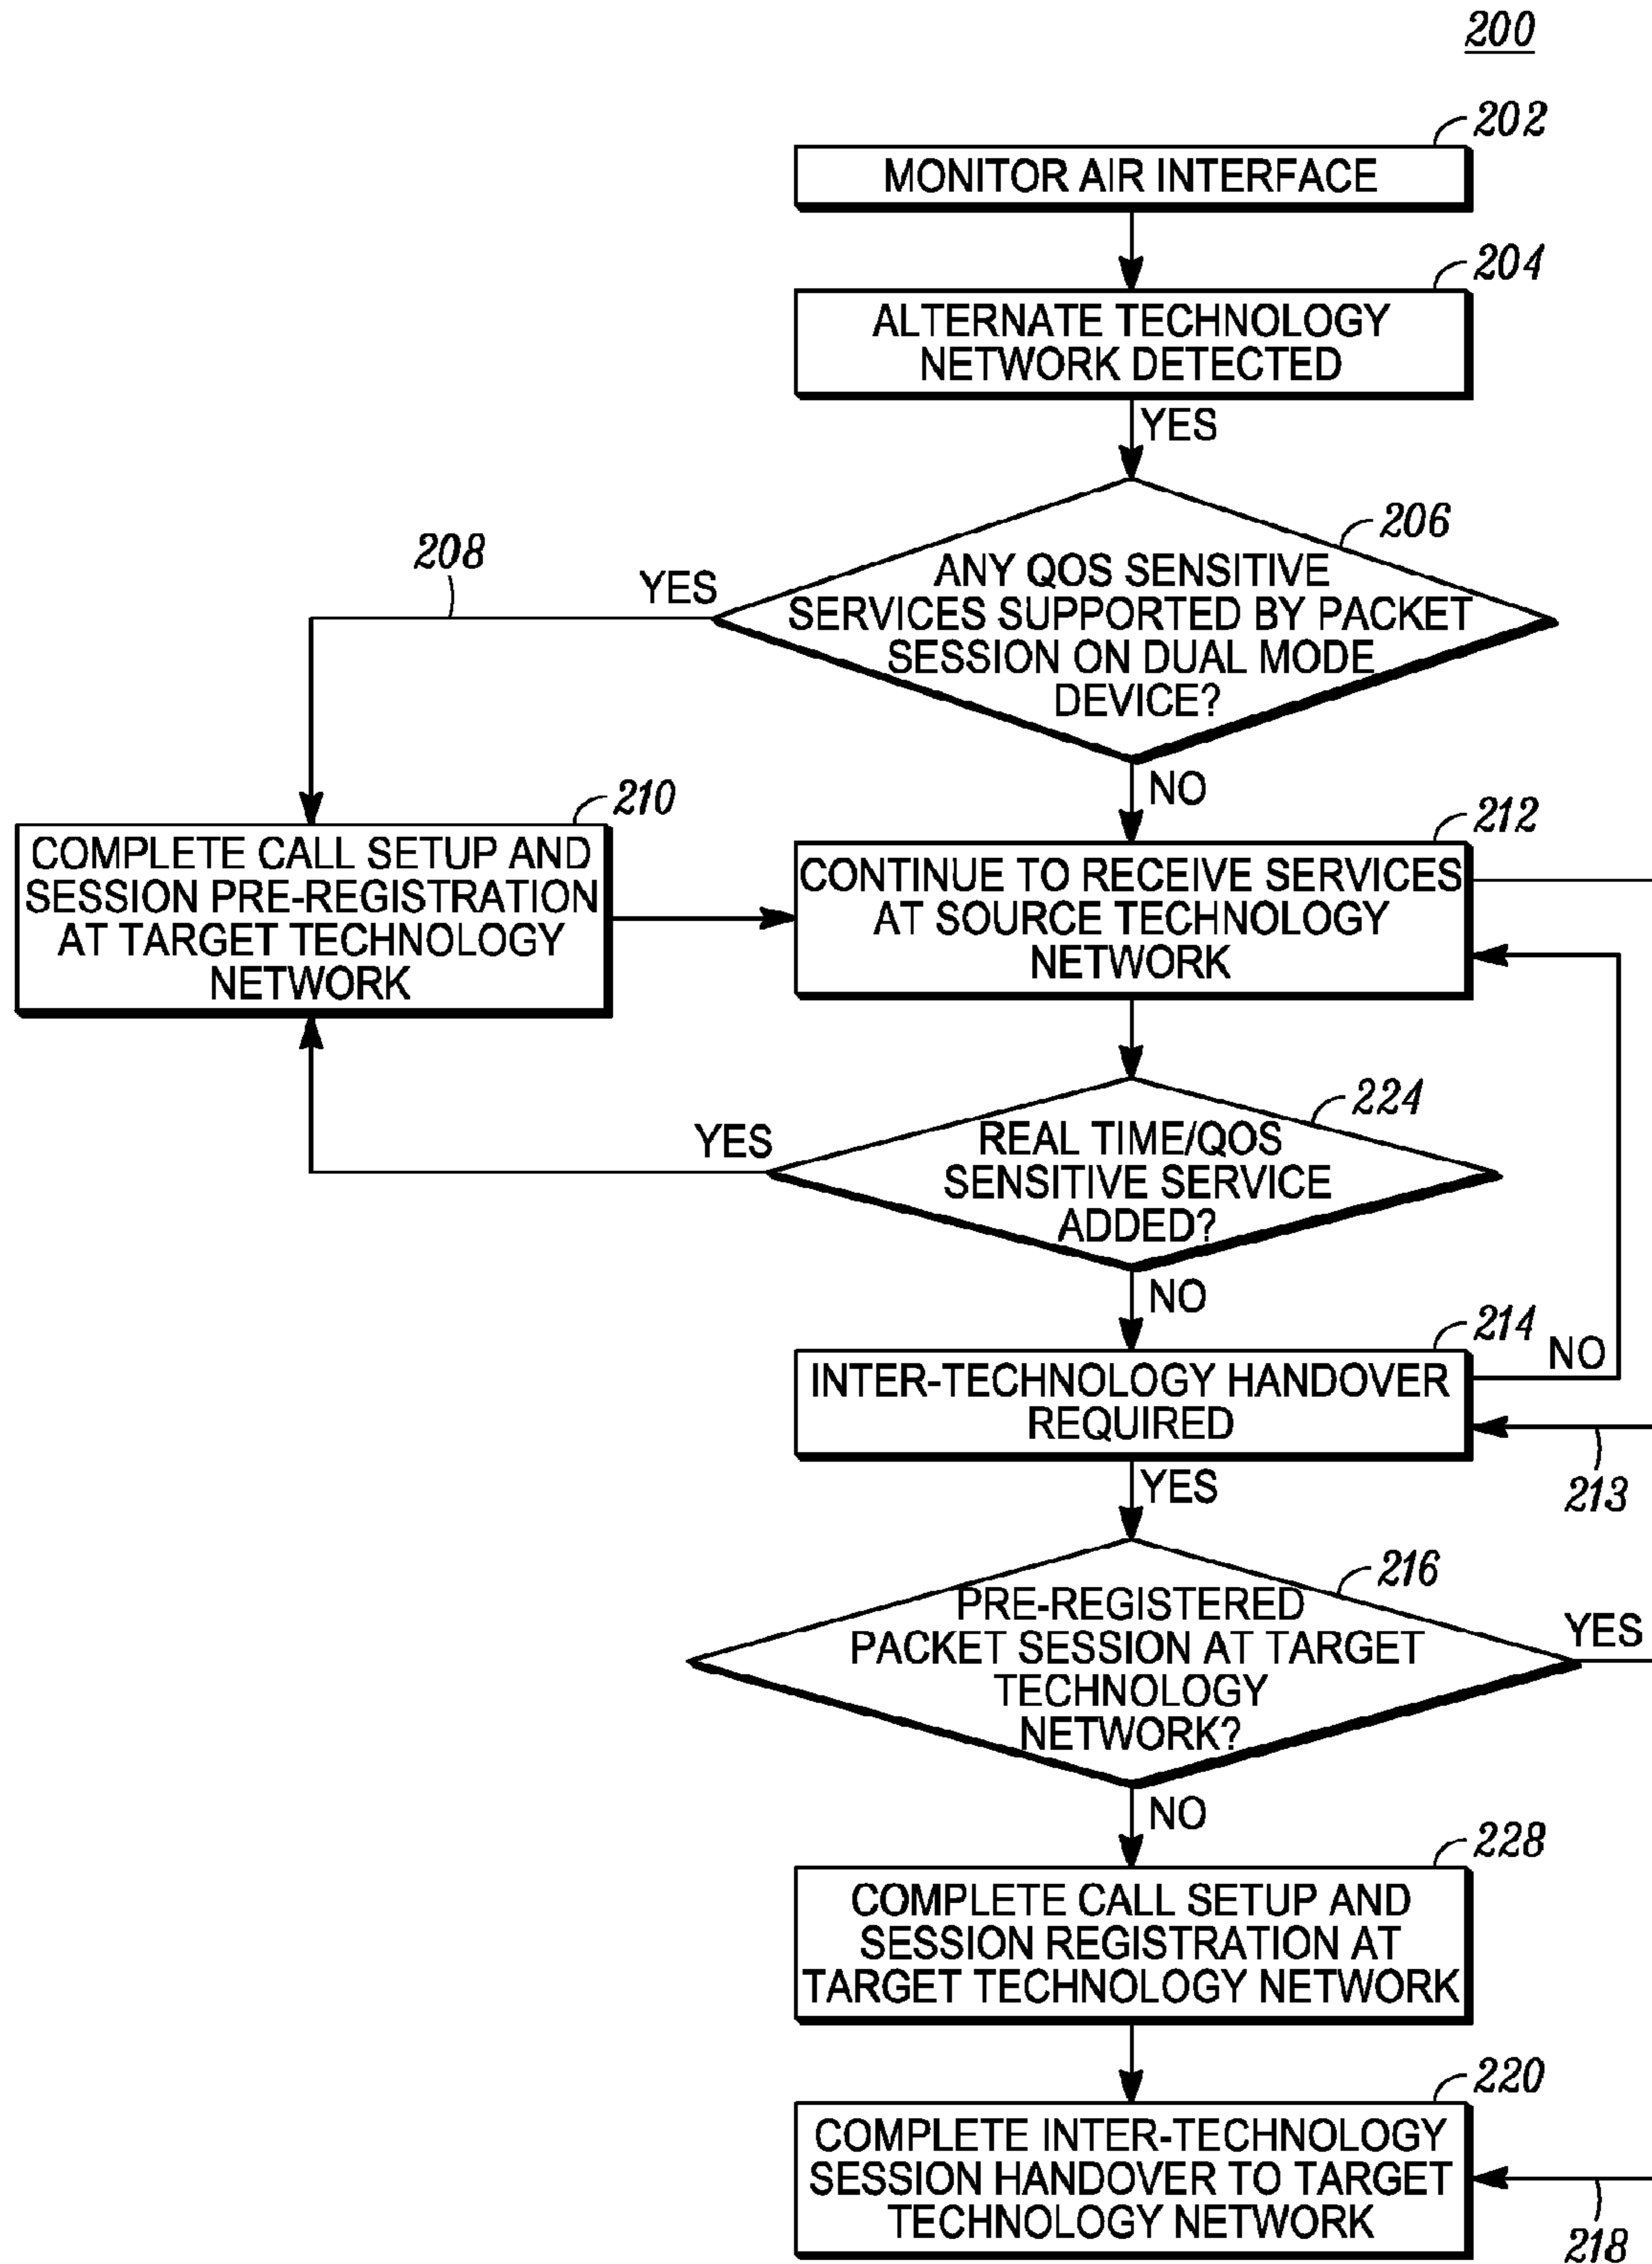 200
202
MONITOR AIR INTERFACE
204
ALTERNATE TECHNOLOGY
NETWORK DETECTED
YES
206
208
YES
ANY QOS SENSITIVE
SERVICES SUPPORTED BY PACKET
SESSION ON DUAL MODE
DEVICE?
NO
210
COMPLETE CALL SETUP AND
SESSION PRE-REGISTRATION
AT TARGET TECHNOLOGY
NETWORK
212
CONTINUE TO RECEIVE SERVICES
AT SOURCE TECHNOLOGY
NETWORK
224
YES
REAL TIME/QOS
SENSITIVE SERVICE
ADDED?
NO
214
NO
INTER-TECHNOLOGY HANDOVER
REQUIRED
213
YES
216
PRE-REGISTERED
PACKET SESSION AT TARGET
TECHNOLOGY
NETWORK?
YES
NO
228
COMPLETE CALL SETUP AND
SESSION REGISTRATION AT
TARGET TECHNOLOGY NETWORK
220
COMPLETE INTER-TECHNOLOGY
SESSION HANDOVER TO TARGET
TECHNOLOGY NETWORK
218